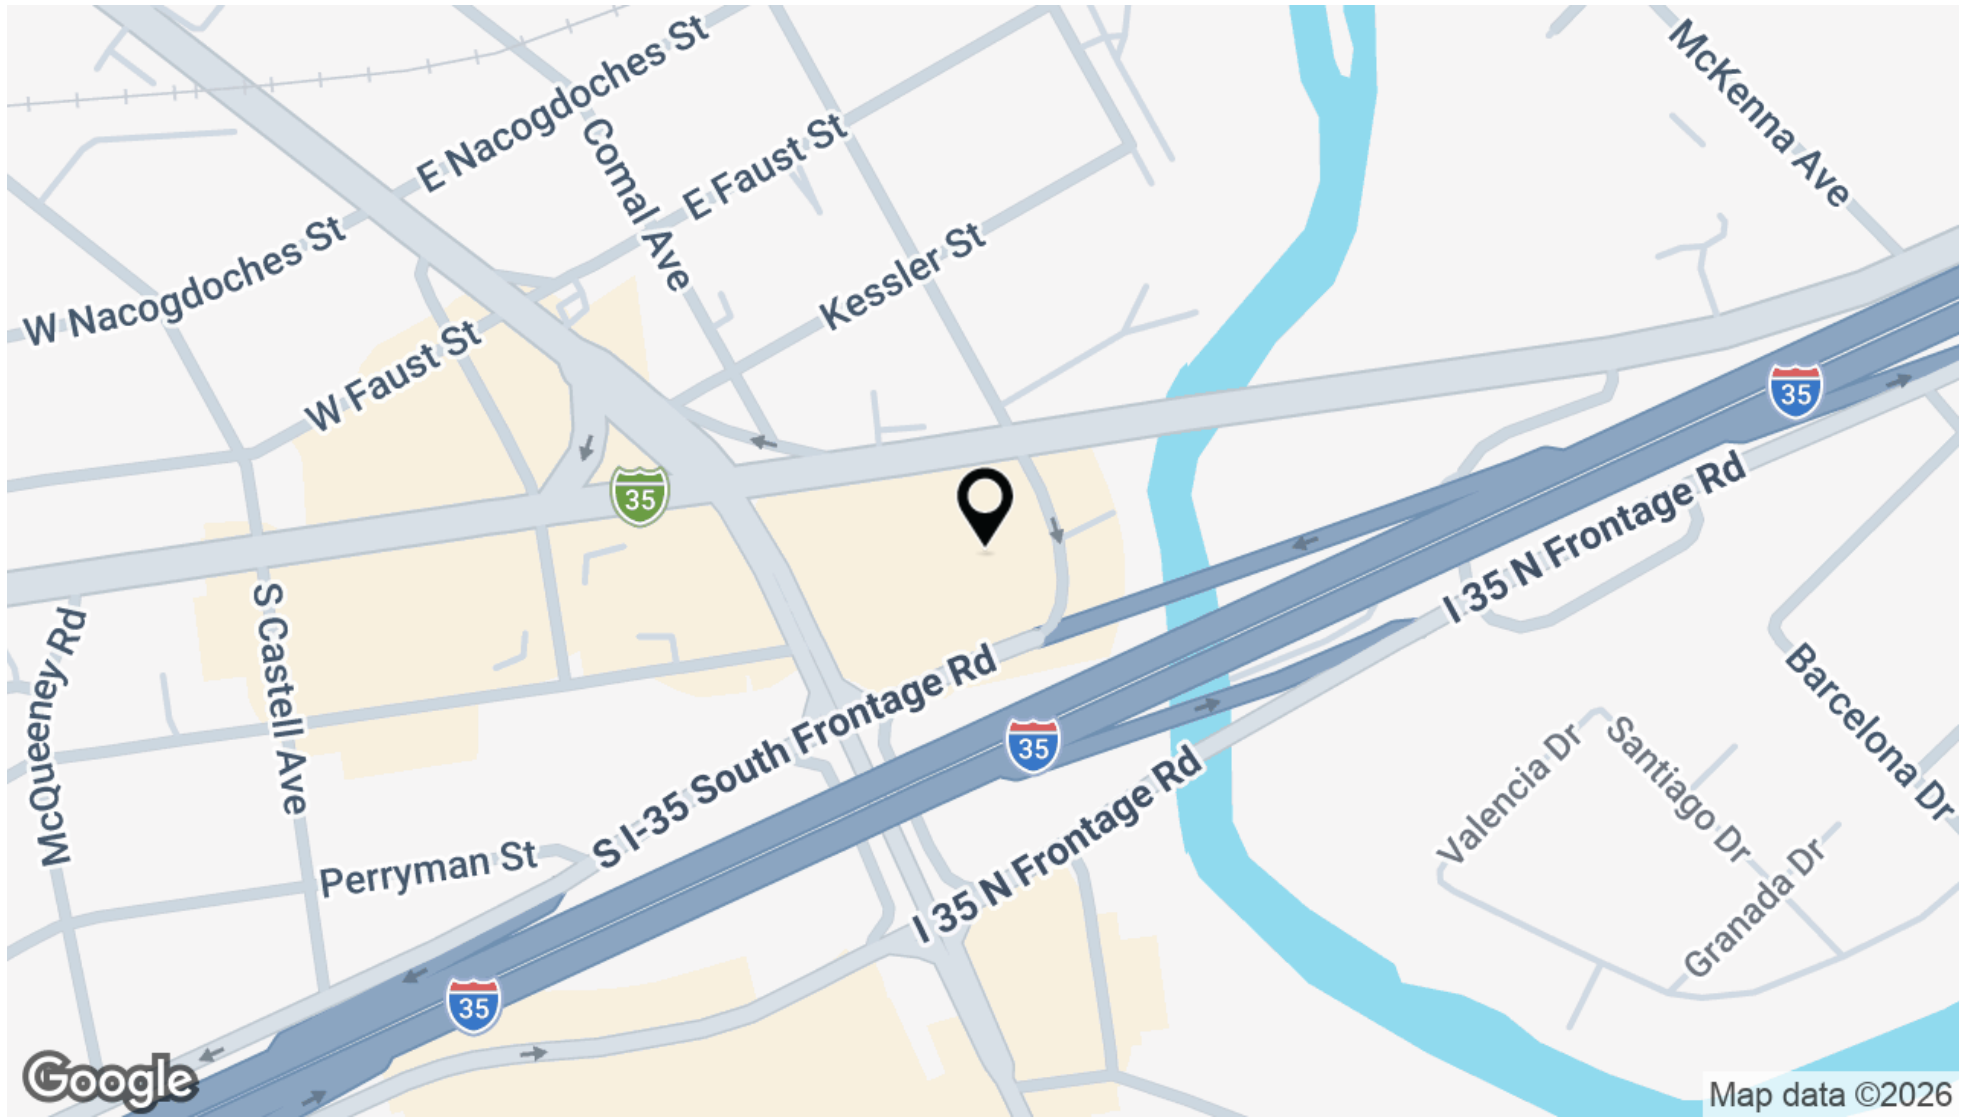 McKenna Ave
E Nacogdoches St
Comal Ave
E Faust St
W Nacogdoches St
Kessler St
W Faust St
35
35
I 35 N Frontage Rd
S Castell Ave
McQueeney Rd
S I-35 South Frontage Rd
35
Barcelona Dr
Valencia Dr
Santiago Dr
Granada Dr
I 35 N Frontage Rd
Perryman St
35
Google
Map data ©2026